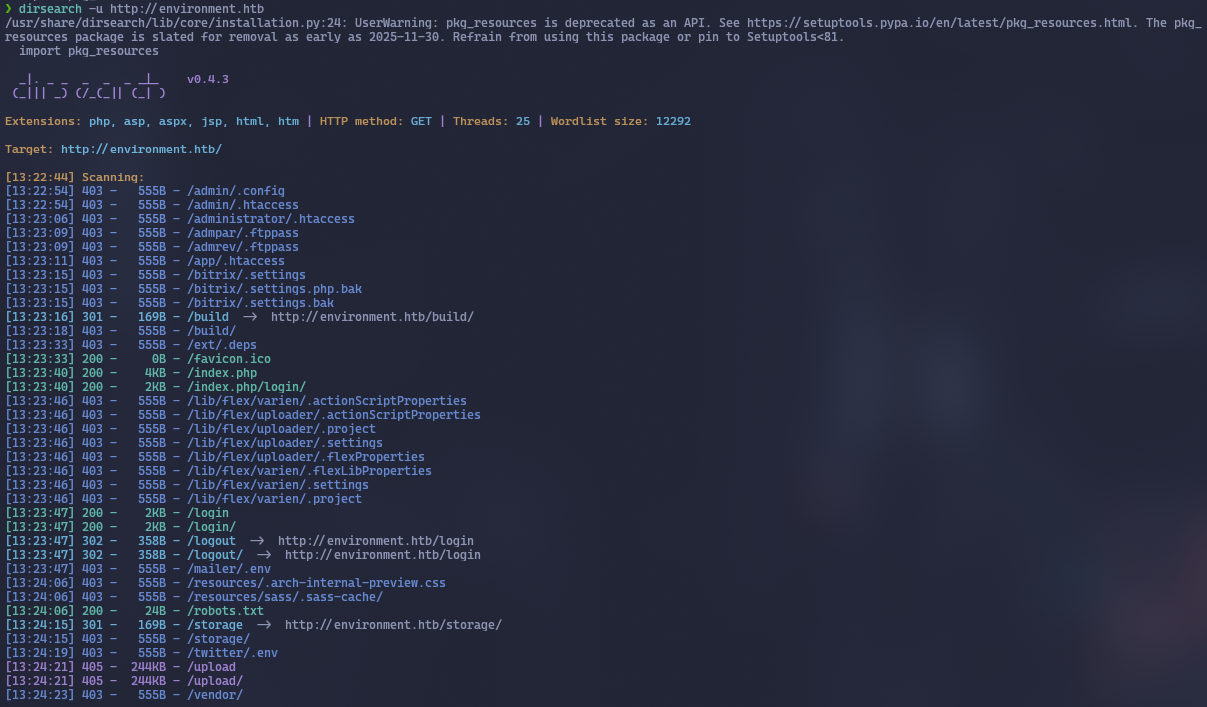 ❯ dirsearch -u http://environment.htb
/usr/share/dirsearch/lib/core/installation.py:24: UserWarning: pkg_resources is deprecated as an API. See https://setuptools.pypa.io/en/latest/pkg_resources.html. The pkg_
resources package is slated for removal as early as 2025-11-30. Refrain from using this package or pin to Setuptools<81.
  import pkg_resources
  _|. _ _  _  _  _ _|_    v0.4.3
 (_||| _) (/_(_|| (_| )
Extensions: php, asp, aspx, jsp, html, htm | HTTP method: GET | Threads: 25 | Wordlist size: 12292
Target: http://environment.htb/
[13:22:44] Scanning:
[13:22:54] 403 -   555B - /admin/.config
[13:22:54] 403 -   555B - /admin/.htaccess
[13:23:06] 403 -   555B - /administrator/.htaccess
[13:23:09] 403 -   555B - /admpar/.ftppass
[13:23:09] 403 -   555B - /admrev/.ftppass
[13:23:11] 403 -   555B - /app/.htaccess
[13:23:15] 403 -   555B - /bitrix/.settings
[13:23:15] 403 -   555B - /bitrix/.settings.php.bak
[13:23:15] 403 -   555B - /bitrix/.settings.bak
[13:23:16] 301 -   169B - /build  ->  http://environment.htb/build/
[13:23:18] 403 -   555B - /build/
[13:23:33] 403 -   555B - /ext/.deps
[13:23:33] 200 -     0B - /favicon.ico
[13:23:40] 200 -    4KB - /index.php
[13:23:40] 200 -    2KB - /index.php/login/
[13:23:46] 403 -   555B - /lib/flex/varien/.actionScriptProperties
[13:23:46] 403 -   555B - /lib/flex/uploader/.actionScriptProperties
[13:23:46] 403 -   555B - /lib/flex/uploader/.project
[13:23:46] 403 -   555B - /lib/flex/uploader/.settings
[13:23:46] 403 -   555B - /lib/flex/uploader/.flexProperties
[13:23:46] 403 -   555B - /lib/flex/varien/.flexLibProperties
[13:23:46] 403 -   555B - /lib/flex/varien/.settings
[13:23:46] 403 -   555B - /lib/flex/varien/.project
[13:23:47] 200 -    2KB - /login
[13:23:47] 200 -    2KB - /login/
[13:23:47] 302 -   358B - /logout  ->  http://environment.htb/login
[13:23:47] 302 -   358B - /logout/  ->  http://environment.htb/login
[13:23:47] 403 -   555B - /mailer/.env
[13:24:06] 403 -   555B - /resources/.arch-internal-preview.css
[13:24:06] 403 -   555B - /resources/sass/.sass-cache/
[13:24:06] 200 -    24B - /robots.txt
[13:24:15] 301 -   169B - /storage  ->  http://environment.htb/storage/
[13:24:15] 403 -   555B - /storage/
[13:24:19] 403 -   555B - /twitter/.env
[13:24:21] 405 -  244KB - /upload
[13:24:21] 405 -  244KB - /upload/
[13:24:23] 403 -   555B - /vendor/